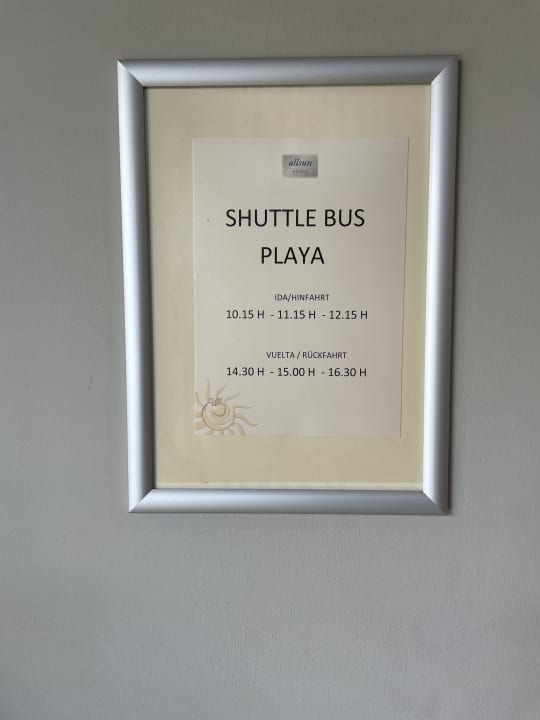 allsun
HOTELS
SHUTTLE BUS
PLAYA
IDA/HINFAHRT
10.15 H - 11.15 H - 12.15 H
VUELTA / RÜCKFAHRT
14.30 H - 15.00 H - 16.30 H